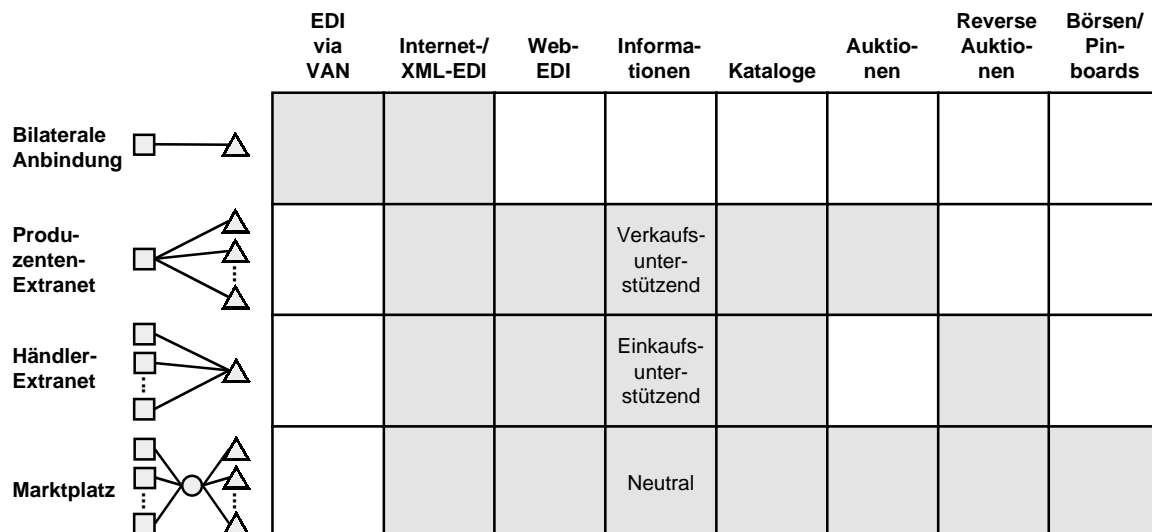 EDI
via
VAN
Internet-/
XML-EDI
Web-
EDI
Informa-
tionen
Kataloge
Auktio-
nen
Reverse
Auktio-
nen
Börsen/
Pin-
boards
Bilaterale
Anbindung
Produ-
zenten-
Extranet
Verkaufs-
unter-
stützend
Händler-
Extranet
Einkaufs-
unter-
stützend
Marktplatz
Neutral